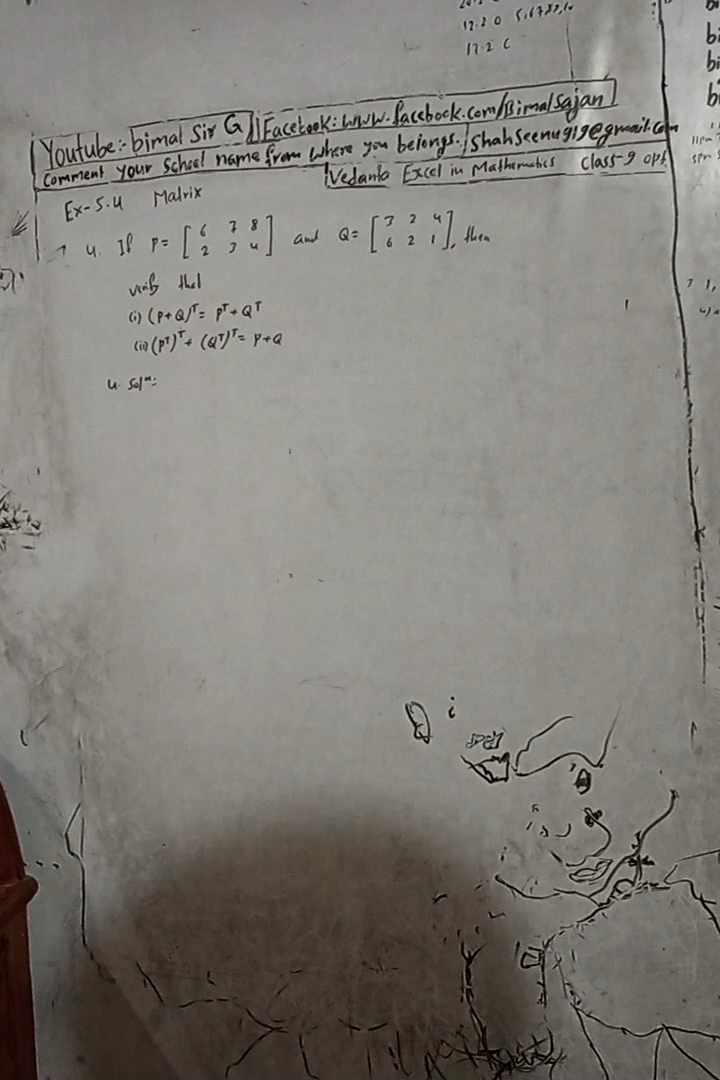 17.2 C
Youtube:- bimal Sir G || Facebook: www.facebook.com/Bimalsajan
Comment your School name from where you belongs. / Shahseenu919@gmail.com
Vedanta Excel in Mathematics class-9 opt
Ex-5.4 Matrix
4. If P= [ 6 7 8 ] and Q= [ 3 2 4 ], then
2 3 4 6 2 1
verify that
(i) (P+Q)ᵀ= Pᵀ+Qᵀ
(ii) (Pᵀ)ᵀ+ (Qᵀ)ᵀ= P+Q
4. Solⁿ: